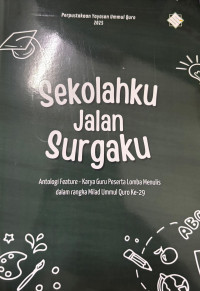 Perpustakaan Yayasan Ummul Quro
2025
Sekolahku
Jalan
Surgaku
Antologi Feature - Karya Guru Peserta Lomba Menulis
dalam rangka Milad Ummul Quro Ke-29
ABC